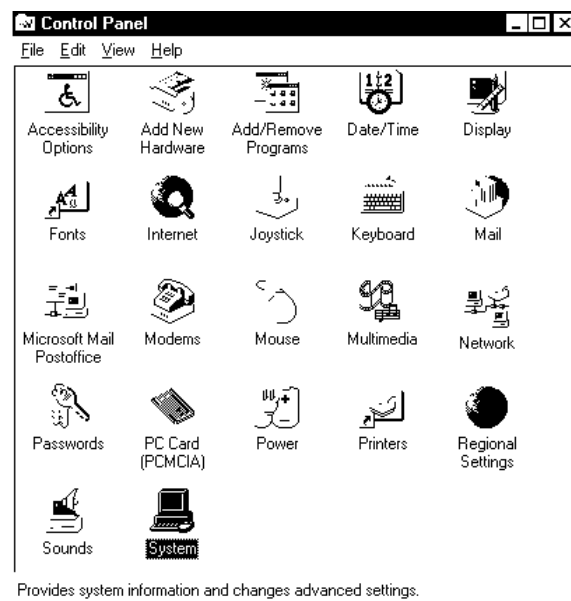 Control Panel
File Edit View Help
Accessibility Options
Add New Hardware
Add/Remove Programs
Date/Time
Display
Fonts
Internet
Joystick
Keyboard
Mail
Microsoft Mail Postoffice
Modems
Mouse
Multimedia
Network
Passwords
PC Card (PCMCIA)
Power
Printers
Regional Settings
Sounds
System
Provides system information and changes advanced settings.